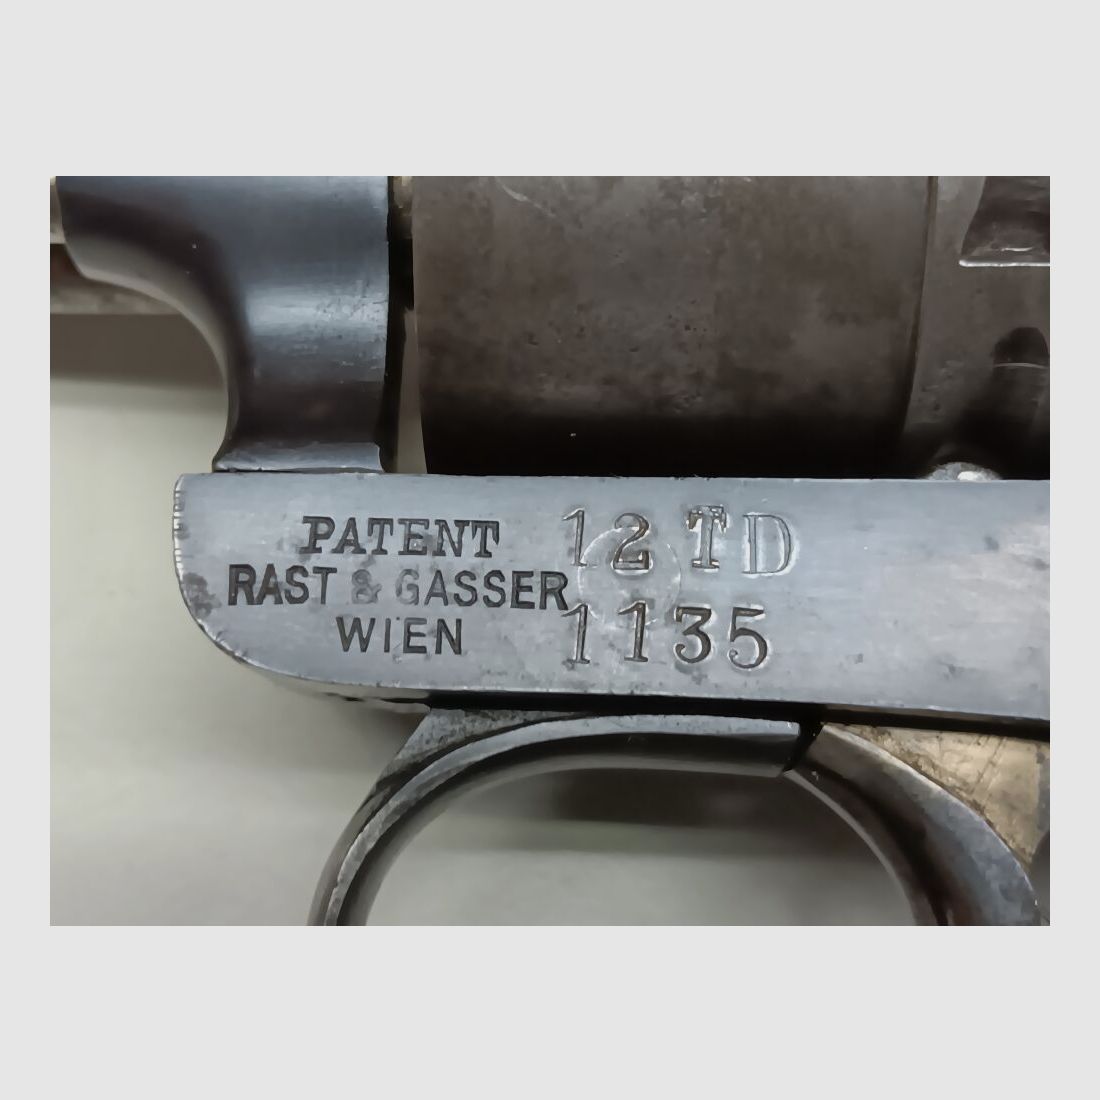 PATENT
RAST & GASSER
WIEN
12 TD
1135